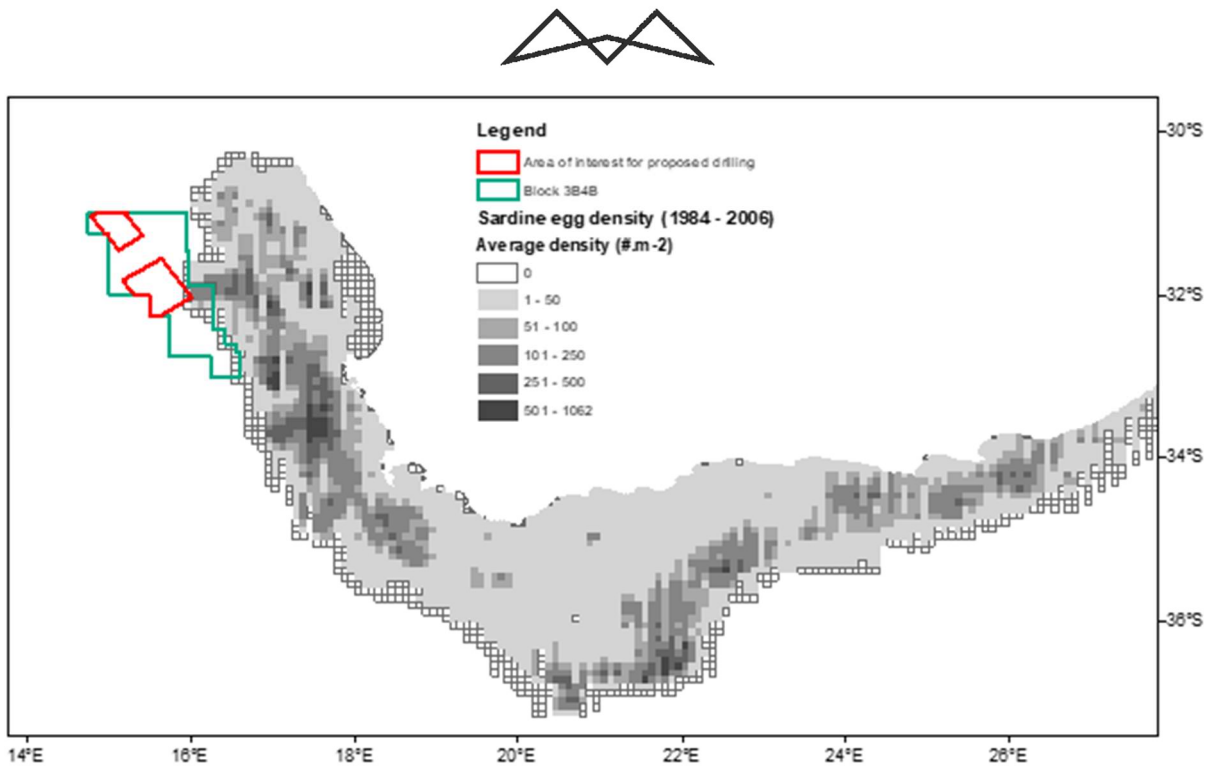 Legend
Area of interest for proposed drilling
Block 3B4B
Sardine egg density (1984 - 2006)
Average density (#.m-2)
0
1 - 50
51 - 100
101 - 250
251 - 500
501 - 1062
30°S
32°S
34°S
36°S
14°E 16°E 18°E 20°E 22°E 24°E 26°E